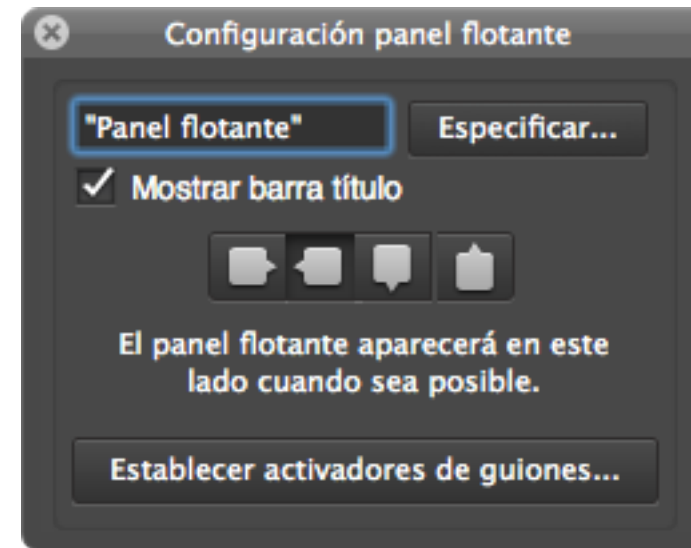 Configuración panel flotante
"Panel flotante"
Especificar...
Mostrar barra título
El panel flotante aparecerá en este
lado cuando sea posible.
Establecer activadores de guiones...